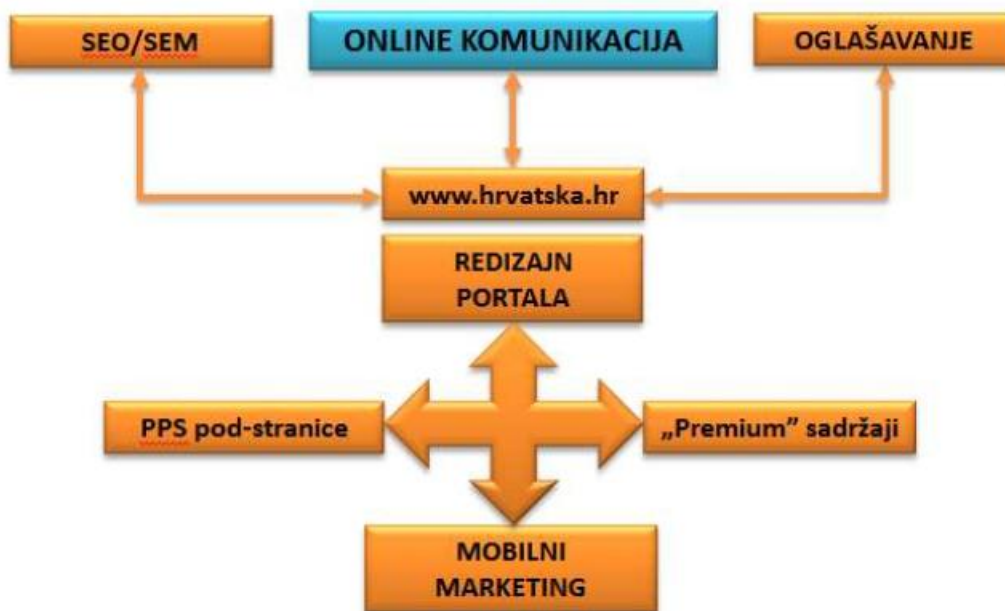 SEO/SEM
ONLINE KOMUNIKACIJA
OGLAŠAVANJE
www.hrvatska.hr
REDIZAJN
PORTALA
PPS pod-stranice
„Premium” sadržaji
MOBILNI
MARKETING